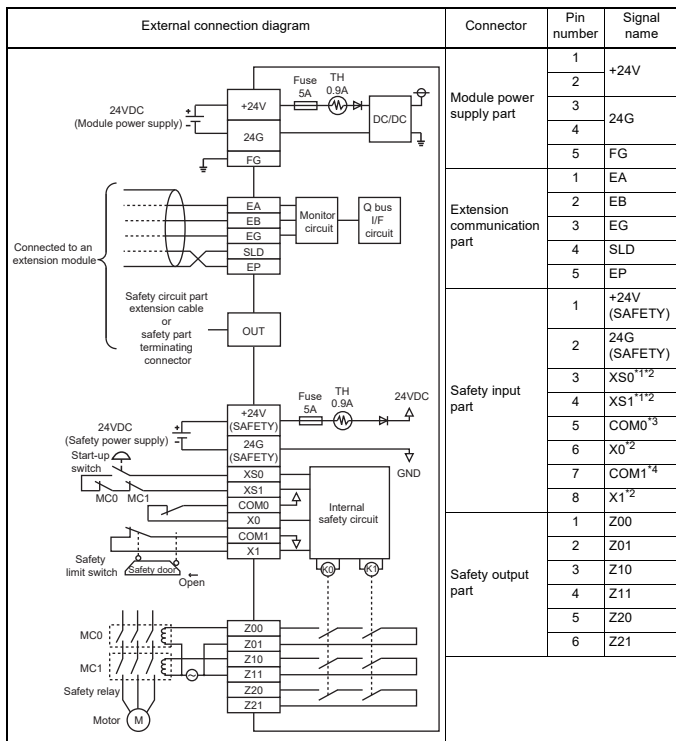 External connection diagram
Connector
Pin number
Signal name
24VDC
(Module power supply)
+
-
+24V
24G
FG
Fuse
5A
TH
0.9A
DC/DC
Connected to an
extension module
EA
EB
EG
SLD
EP
Monitor
circuit
Q bus
I/F
circuit
Safety circuit part
extension cable
or
safety part
terminating
connector
OUT
24VDC
(Safety power supply)
+
-
+24V
(SAFETY)
24G
(SAFETY)
Fuse
5A
TH
0.9A
24VDC
GND
Start-up
switch
MC0 MC1
XS0
XS1
COM0
X0
COM1
X1
Internal
safety circuit
Safety
limit switch
Safety door
Open
K0
K1
MC0
MC1
Safety relay
Motor
M
Z00
Z01
Z10
Z11
Z20
Z21
Module power
supply part
1
2
+24V
3
4
24G
5 FG
Extension
communication
part
1 EA
2 EB
3 EG
4 SLD
5 EP
Safety input
part
1 +24V
(SAFETY)
2 24G
(SAFETY)
3 XS0*1*2
4 XS1*1*2
5 COM0*3
6 X0*2
7 COM1*4
8 X1*2
Safety output
part
1 Z00
2 Z01
3 Z10
4 Z11
5 Z20
6 Z21